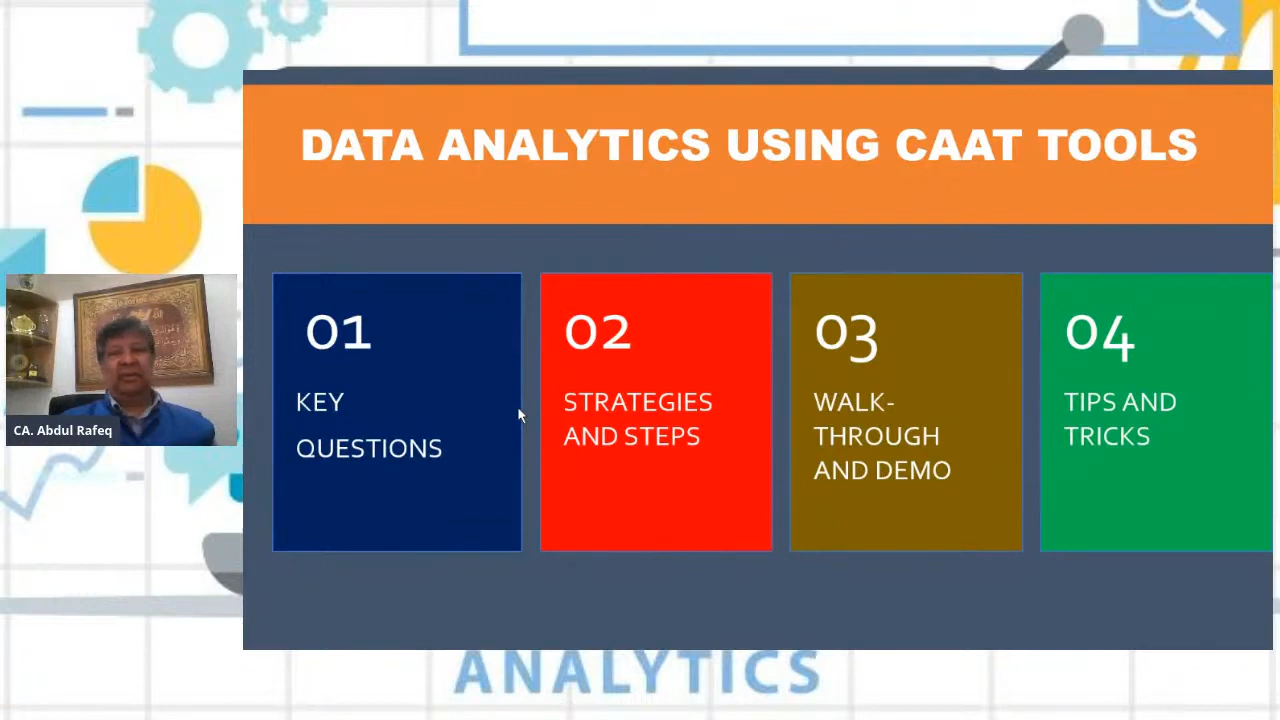 DATA ANALYTICS USING CAAT TOOLS
01
KEY
QUESTIONS
02
STRATEGIES
AND STEPS
03
WALK-
THROUGH
AND DEMO
04
TIPS AND
TRICKS
CA. Abdul Rafeq
ANALYTICS